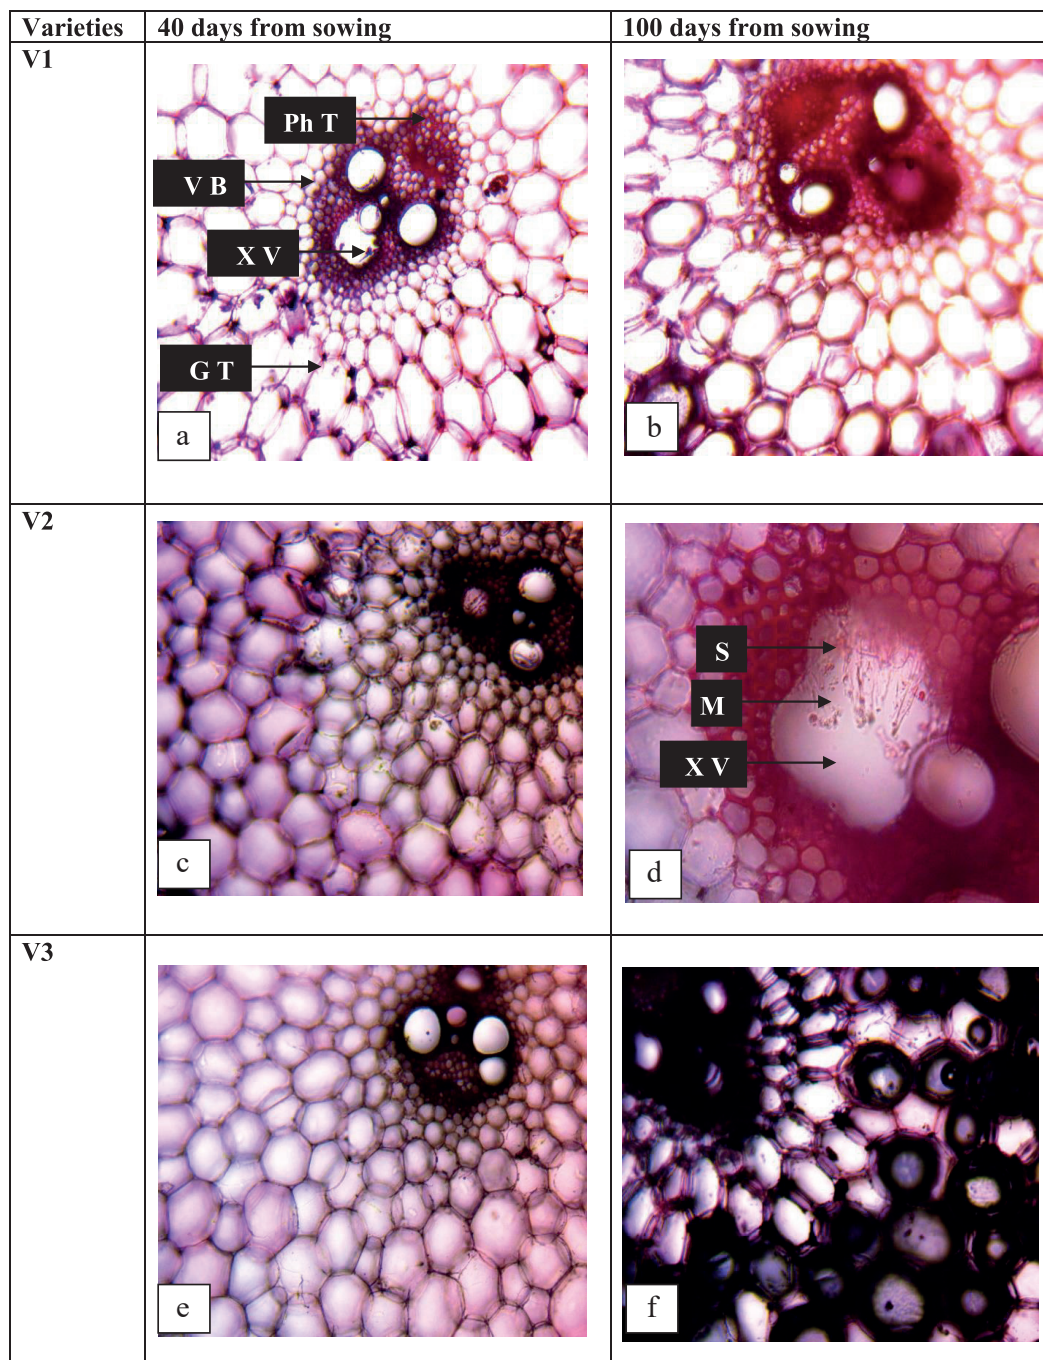 Varieties 40 days from sowing 100 days from sowing
V1
Ph T
V B
X V
G T
a
b
V2
S
M
X V
c
d
V3
e
f